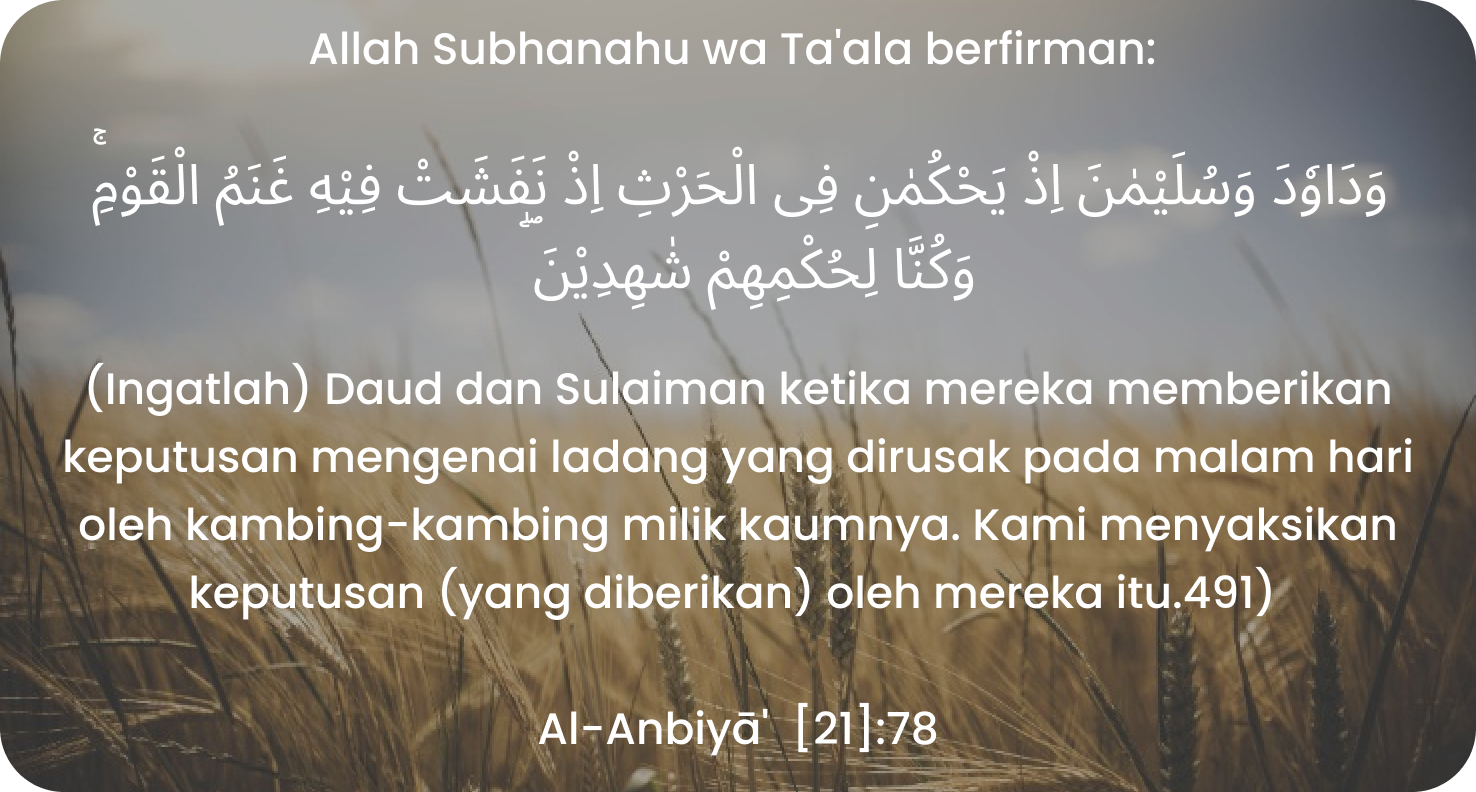 Allah Subhanahu wa Ta'ala berfirman:
وَدَاوٗدَ وَسُلَيْمٰنَ اِذْ يَحْكُمٰنِ فِى الْحَرْثِ اِذْ نَفَشَتْ فِيْهِ غَنَمُ الْقَوْمِۚ
وَكُنَّا لِحُكْمِهِمْ شٰهِدِيْنَ ۖ
(Ingatlah) Daud dan Sulaiman ketika mereka memberikan
keputusan mengenai ladang yang dirusak pada malam hari
oleh kambing-kambing milik kaumnya. Kami menyaksikan
keputusan (yang diberikan) oleh mereka itu.491)
Al-Anbiyā' [21]:78